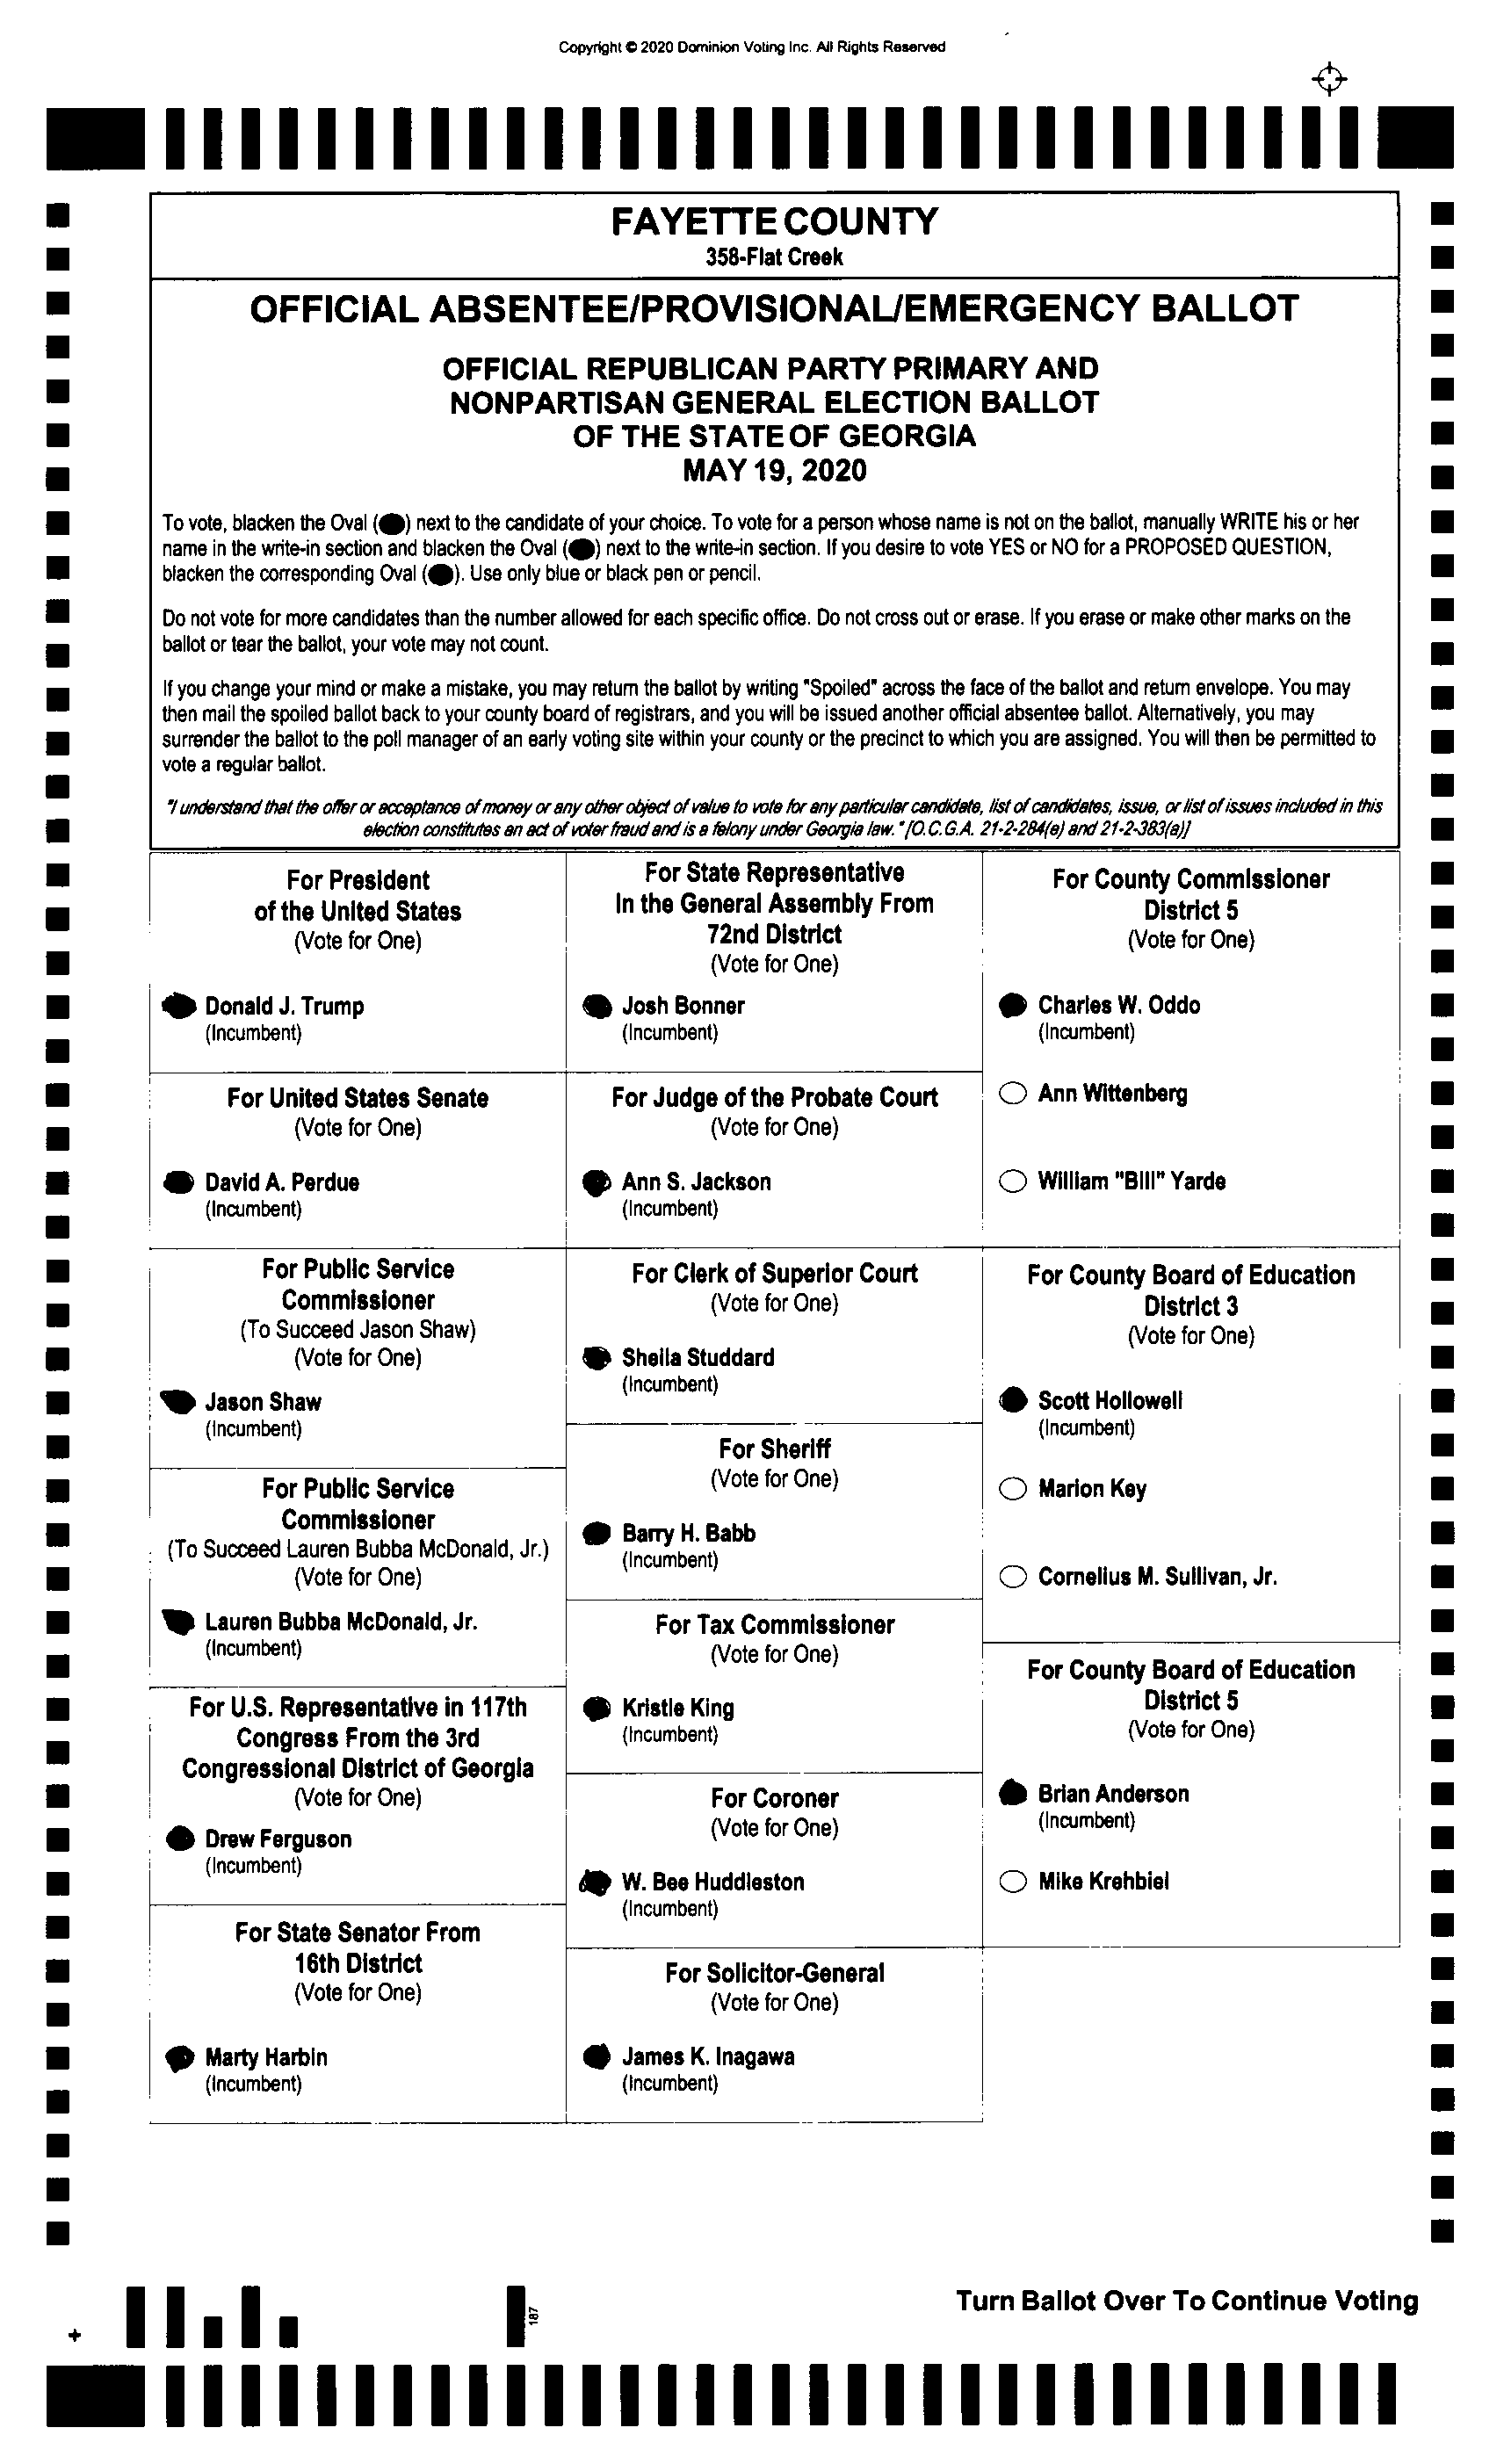 Copyright © 2020 Dominion Voting Inc. All Rights Reserved
FAYETTE COUNTY
358-Flat Creek
OFFICIAL ABSENTEE/PROVISIONAL/EMERGENCY BALLOT
OFFICIAL REPUBLICAN PARTY PRIMARY AND
NONPARTISAN GENERAL ELECTION BALLOT
OF THE STATE OF GEORGIA
MAY 19, 2020
To vote, blacken the Oval ( ) next to the candidate of your choice. To vote for a person whose name is not on the ballot, manually WRITE his or her
name in the write-in section and blacken the Oval ( ) next to the write-in section. If you desire to vote YES or NO for a PROPOSED QUESTION,
blacken the corresponding Oval ( ). Use only blue or black pen or pencil.
Do not vote for more candidates than the number allowed for each specific office. Do not cross out or erase. If you erase or make other marks on the
ballot or tear the ballot, your vote may not count.
If you change your mind or make a mistake, you may return the ballot by writing "Spoiled" across the face of the ballot and return envelope. You may
then mail the spoiled ballot back to your county board of registrars, and you will be issued another official absentee ballot. Alternatively, you may
surrender the ballot to the poll manager of an early voting site within your county or the precinct to which you are assigned. You will then be permitted to
vote a regular ballot.
"I understand that the offer or acceptance of money or any other object of value to vote for any particular candidate, list of candidates, issue, or list of issues included in this
election constitutes an act of voter fraud and is a felony under Georgia law." [O.C.G.A. 21-2-284(e) and 21-2-383(a)]
For President
of the United States
(Vote for One)
Donald J. Trump
(Incumbent)
For United States Senate
(Vote for One)
David A. Perdue
(Incumbent)
For Public Service
Commissioner
(To Succeed Jason Shaw)
(Vote for One)
Jason Shaw
(Incumbent)
For Public Service
Commissioner
(To Succeed Lauren Bubba McDonald, Jr.)
(Vote for One)
Lauren Bubba McDonald, Jr.
(Incumbent)
For U.S. Representative in 117th
Congress From the 3rd
Congressional District of Georgia
(Vote for One)
Drew Ferguson
(Incumbent)
For State Senator From
16th District
(Vote for One)
Marty Harbin
(Incumbent)
For State Representative
In the General Assembly From
72nd District
(Vote for One)
Josh Bonner
(Incumbent)
For Judge of the Probate Court
(Vote for One)
Ann S. Jackson
(Incumbent)
For Clerk of Superior Court
(Vote for One)
Sheila Studdard
(Incumbent)
For Sheriff
(Vote for One)
Barry H. Babb
(Incumbent)
For Tax Commissioner
(Vote for One)
Kristie King
(Incumbent)
For Coroner
(Vote for One)
W. Bee Huddleston
(Incumbent)
For Solicitor-General
(Vote for One)
James K. Inagawa
(Incumbent)
For County Commissioner
District 5
(Vote for One)
Charles W. Oddo
(Incumbent)
Ann Wittenberg
William "Bill" Yarde
For County Board of Education
District 3
(Vote for One)
Scott Hollowell
(Incumbent)
Marion Key
Cornelius M. Sullivan, Jr.
For County Board of Education
District 5
(Vote for One)
Brian Anderson
(Incumbent)
Mike Krehbiel
187
Turn Ballot Over To Continue Voting